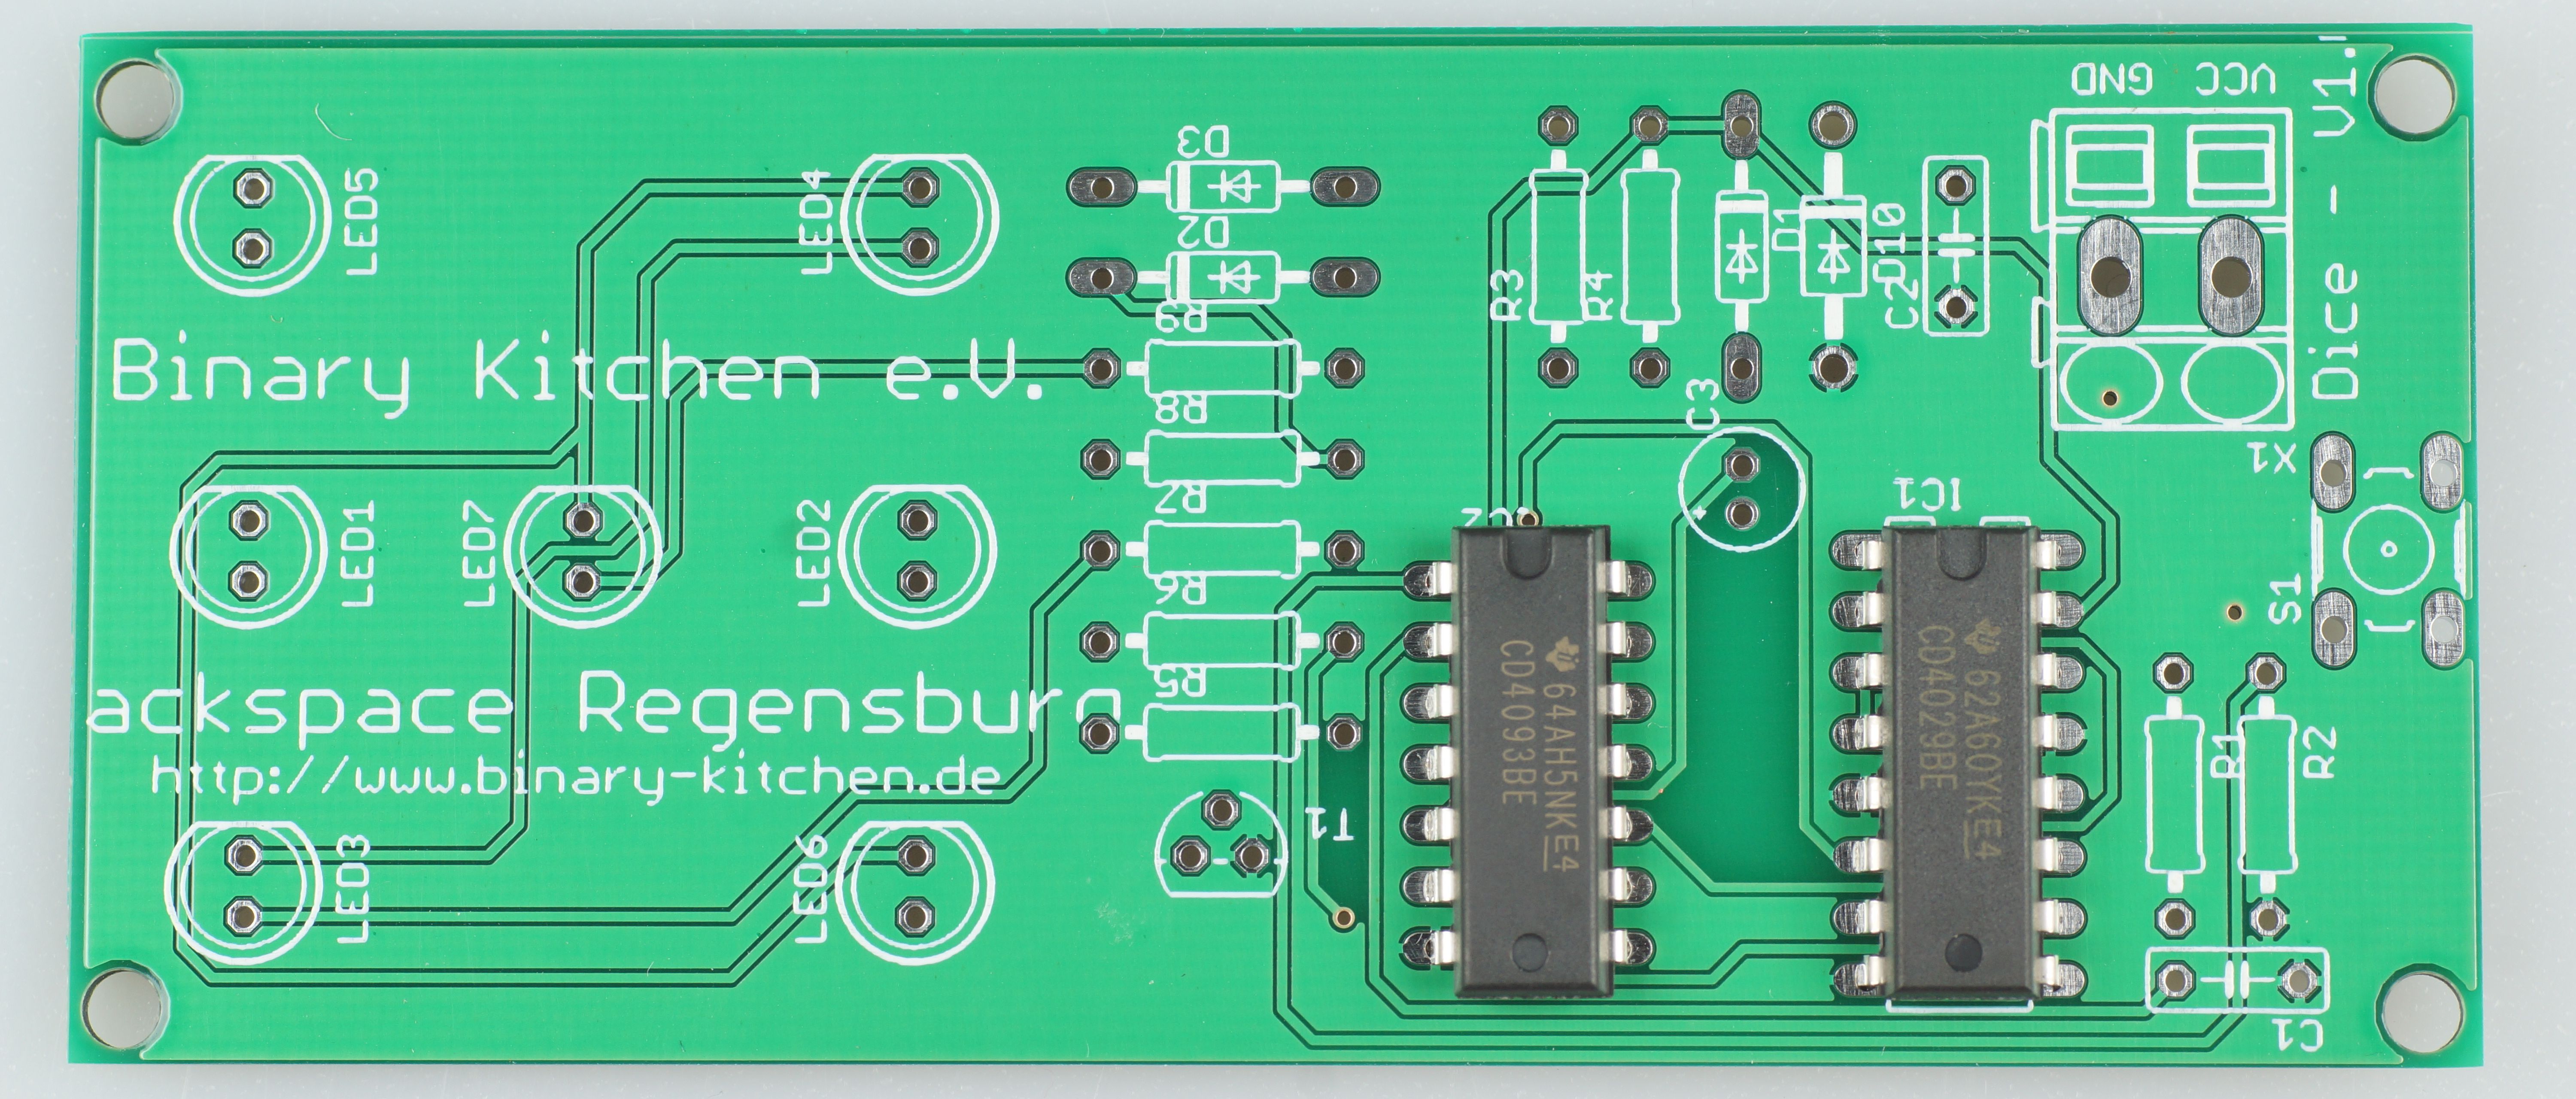 GND VCC
Dice - V1.
D3
LED5
LED4
D2
D1
D10
R3
R4
C2
R9
Binary Kitchen e.V.
R8
C3
X1
R7
IC1
LED1
LED7
LED2
R6
S1
64AH5NKE4
CD4093BE
62A60YKE4
CD4029BE
R5
ackspace Regensburg
http://www.binary-kitchen.de
R1
R2
T1
LED3
LED6
C1